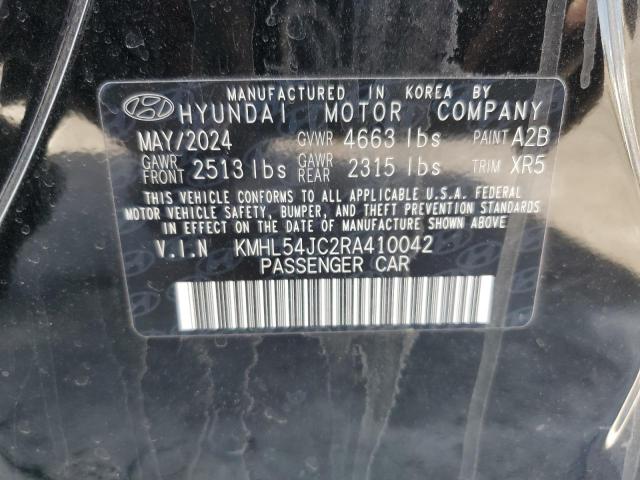 MANUFACTURED IN KOREA BY
HYUNDAI MOTOR COMPANY
MAY/2024 GVWR 4663 lbs PAINT A2B
GAWR FRONT 2513 lbs GAWR REAR 2315 lbs TRIM XR5
THIS VEHICLE CONFORMS TO ALL APPLICABLE U.S.A. FEDERAL
MOTOR VEHICLE SAFETY, BUMPER, AND THEFT PREVENTION STANDARDS
IN EFFECT ON THE DATE OF MANUFACTURE SHOWN ABOVE
V.I.N KMHL54JC2RA410042
PASSENGER CAR